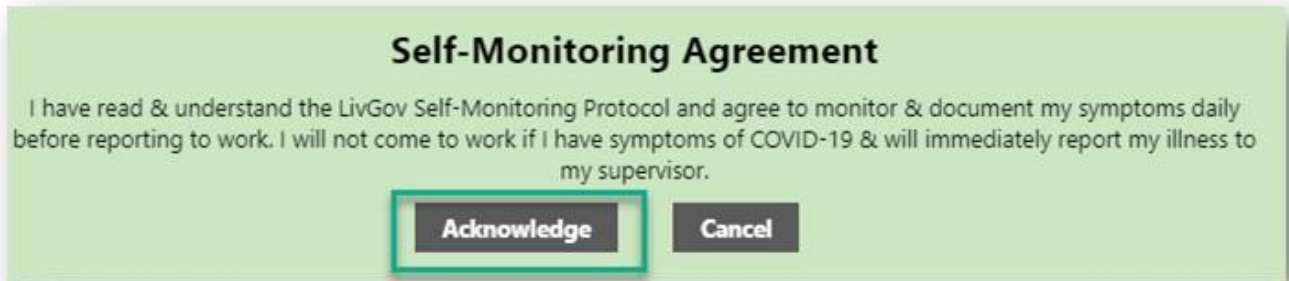 Self-Monitoring Agreement
I have read & understand the LivGov Self-Monitoring Protocol and agree to monitor & document my symptoms daily
before reporting to work. I will not come to work if I have symptoms of COVID-19 & will immediately report my illness to
my supervisor.
Acknowledge Cancel